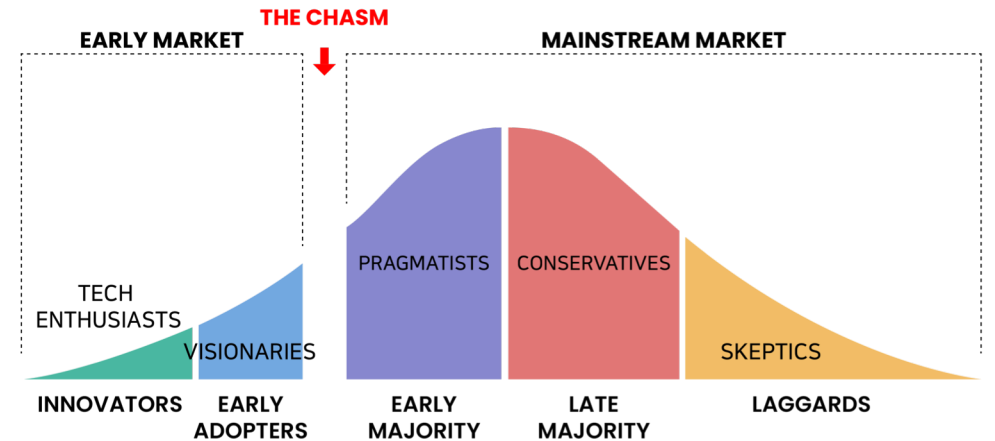 THE CHASM
EARLY MARKET
MAINSTREAM MARKET
PRAGMATISTS
CONSERVATIVES
TECH
ENTHUSIASTS
VISIONARIES
SKEPTICS
INNOVATORS
EARLY
ADOPTERS
EARLY
MAJORITY
LATE
MAJORITY
LAGGARDS